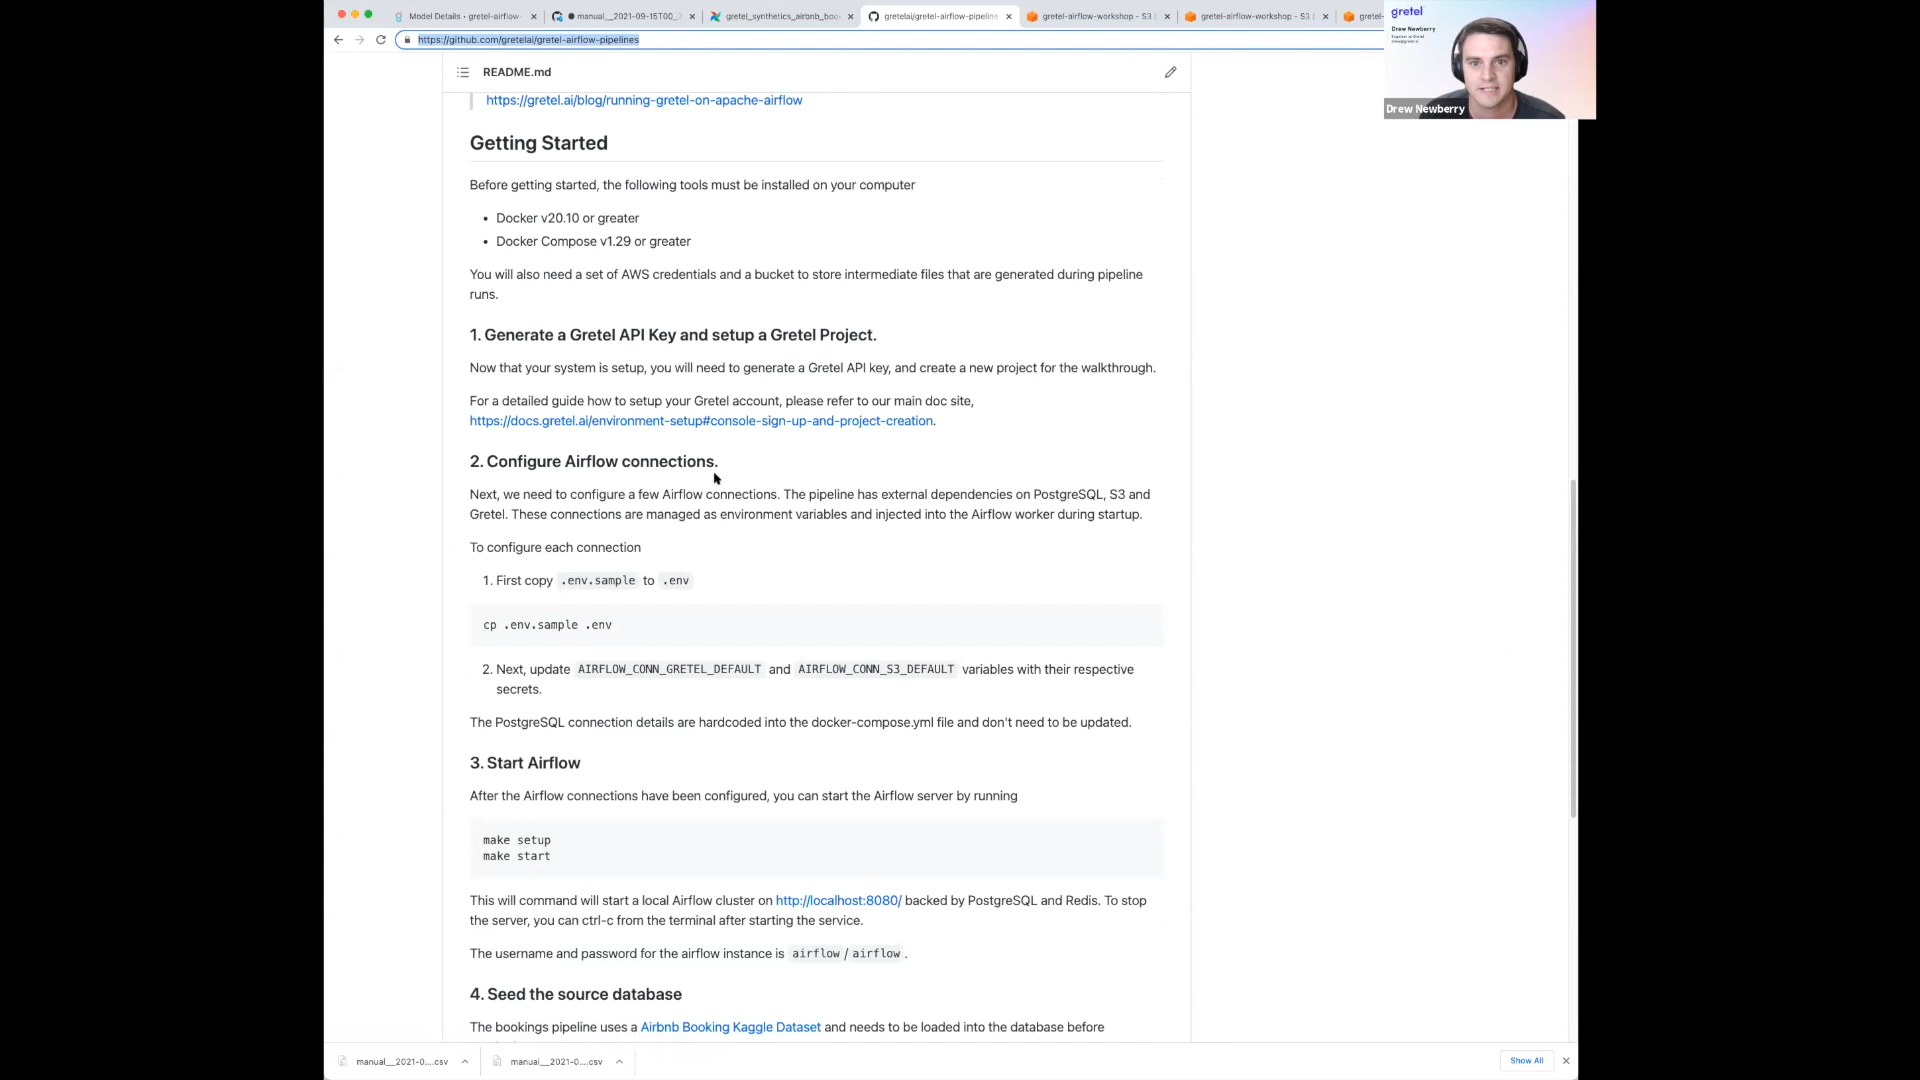 Model Details · gretel-airflow-
manual__2021-09-15T00_
gretel_synthetics_airbnb_boo
gretelai/gretel-airflow-pipeline
gretel-airflow-workshop - S3
gretel-airflow-workshop - S3
gretel-
https://github.com/gretelai/gretel-airflow-pipelines
gretel
Drew Newberry
Engineer at Gretel
Drew Newberry
README.md
https://gretel.ai/blog/running-gretel-on-apache-airflow
Getting Started
Before getting started, the following tools must be installed on your computer
• Docker v20.10 or greater
• Docker Compose v1.29 or greater
You will also need a set of AWS credentials and a bucket to store intermediate files that are generated during pipeline
runs.
1. Generate a Gretel API Key and setup a Gretel Project.
Now that your system is setup, you will need to generate a Gretel API key, and create a new project for the walkthrough.
For a detailed guide how to setup your Gretel account, please refer to our main doc site,
https://docs.gretel.ai/environment-setup#console-sign-up-and-project-creation.
2. Configure Airflow connections.
Next, we need to configure a few Airflow connections. The pipeline has external dependencies on PostgreSQL, S3 and
Gretel. These connections are managed as environment variables and injected into the Airflow worker during startup.
To configure each connection
1. First copy .env.sample to .env
cp .env.sample .env
2. Next, update AIRFLOW_CONN_GRETEL_DEFAULT and AIRFLOW_CONN_S3_DEFAULT variables with their respective
secrets.
The PostgreSQL connection details are hardcoded into the docker-compose.yml file and don't need to be updated.
3. Start Airflow
After the Airflow connections have been configured, you can start the Airflow server by running
make setup
make start
This will command will start a local Airflow cluster on http://localhost:8080/ backed by PostgreSQL and Redis. To stop
the server, you can ctrl-c from the terminal after starting the service.
The username and password for the airflow instance is airflow / airflow .
4. Seed the source database
The bookings pipeline uses a Airbnb Booking Kaggle Dataset and needs to be loaded into the database before
manual__2021-0....csv
manual__2021-0....csv
Show All